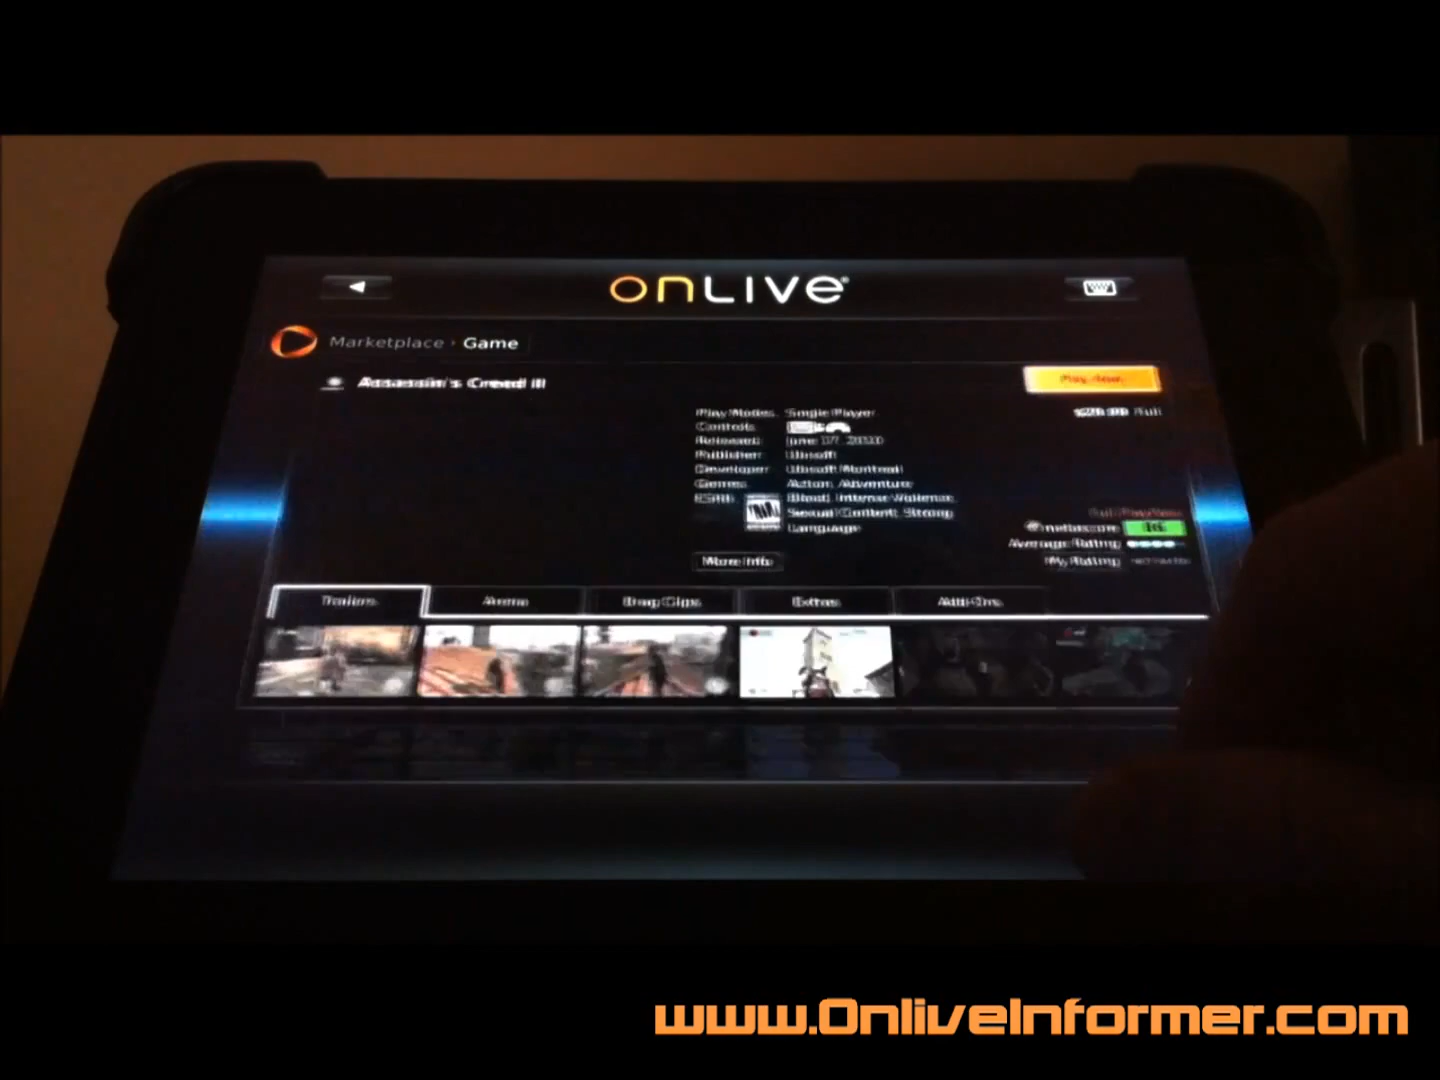 onLIVE®
Marketplace › Game
Assassin's Creed II
Play Now
Play Modes: Single Player
Full
Controls:
Released: June 17, 2010
Publisher: Ubisoft
Developer: Ubisoft Montreal
Genres: Action, Adventure
ESRB: Blood, Intense Violence,
Sexual Content, Strong
Language
metascore
Average Rating
My Rating
More Info
Trailers Arena Brag Clips Extras Add-Ons
www.OnliveInformer.com